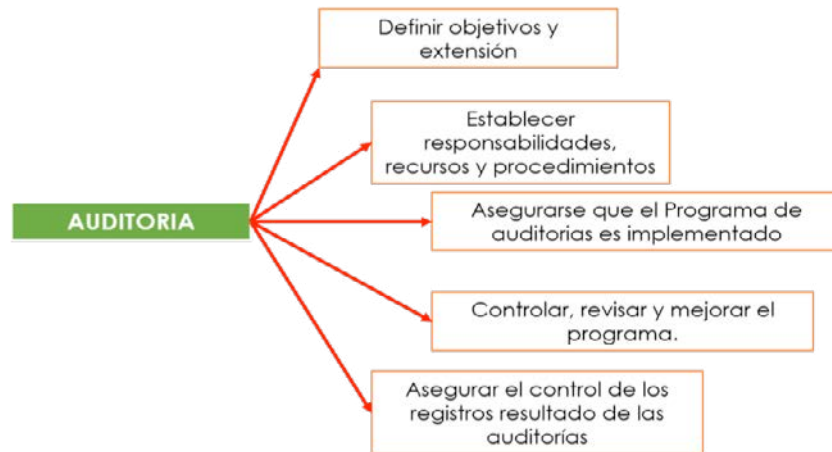 Definir objetivos y
extensión
Establecer
responsabilidades,
recursos y procedimientos
AUDITORIA
Asegurarse que el Programa de
auditorias es implementado
Controlar, revisar y mejorar el
programa.
Asegurar el control de los
registros resultado de las
auditorías